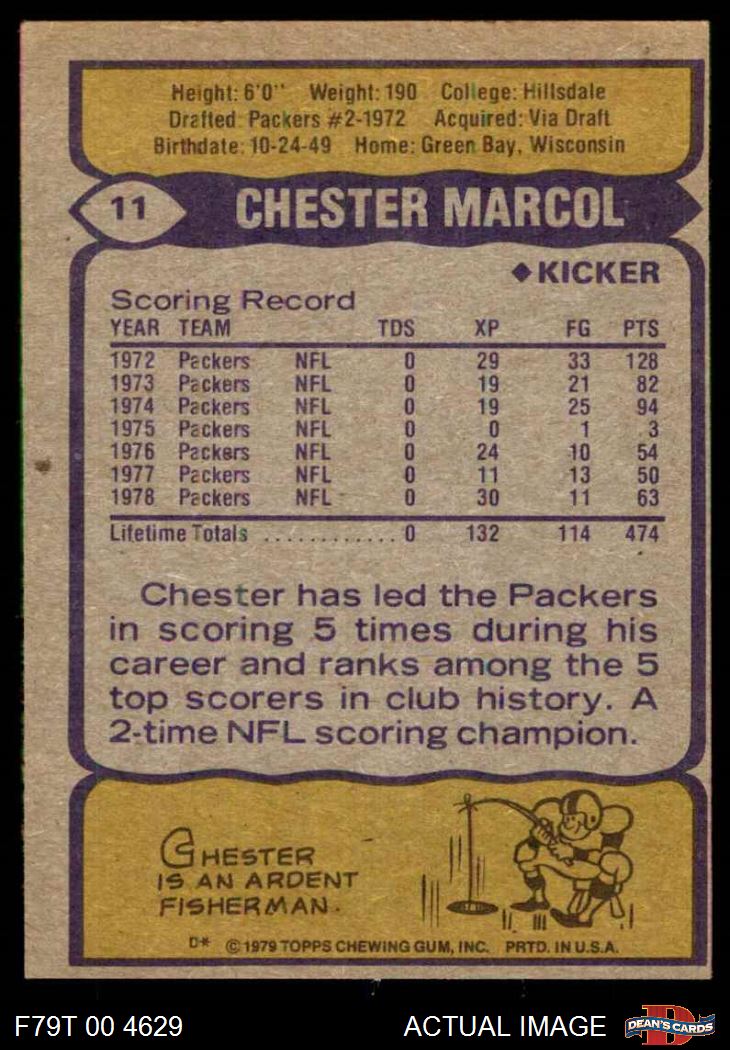 Height: 6'0" Weight: 190 College: Hillsdale
Drafted: Packers #2-1972 Acquired: Via Draft
Birthdate: 10-24-49 Home: Green Bay, Wisconsin
11 CHESTER MARCOL
◆KICKER
Scoring Record
YEAR TEAM TDS XP FG PTS
1972 Packers NFL 0 29 33 128
1973 Packers NFL 0 19 21 82
1974 Packers NFL 0 19 25 94
1975 Packers NFL 0 0 1 3
1976 Packers NFL 0 24 10 54
1977 Packers NFL 0 11 13 50
1978 Packers NFL 0 30 11 63
Lifetime Totals ............ 0 132 114 474
Chester has led the Packers
in scoring 5 times during his
career and ranks among the 5
top scorers in club history. A
2-time NFL scoring champion.
CHESTER
IS AN ARDENT
FISHERMAN.
D* © 1979 TOPPS CHEWING GUM, INC. PRTD. IN U.S.A.
F79T 00 4629 ACTUAL IMAGE D DEAN'S CARDS